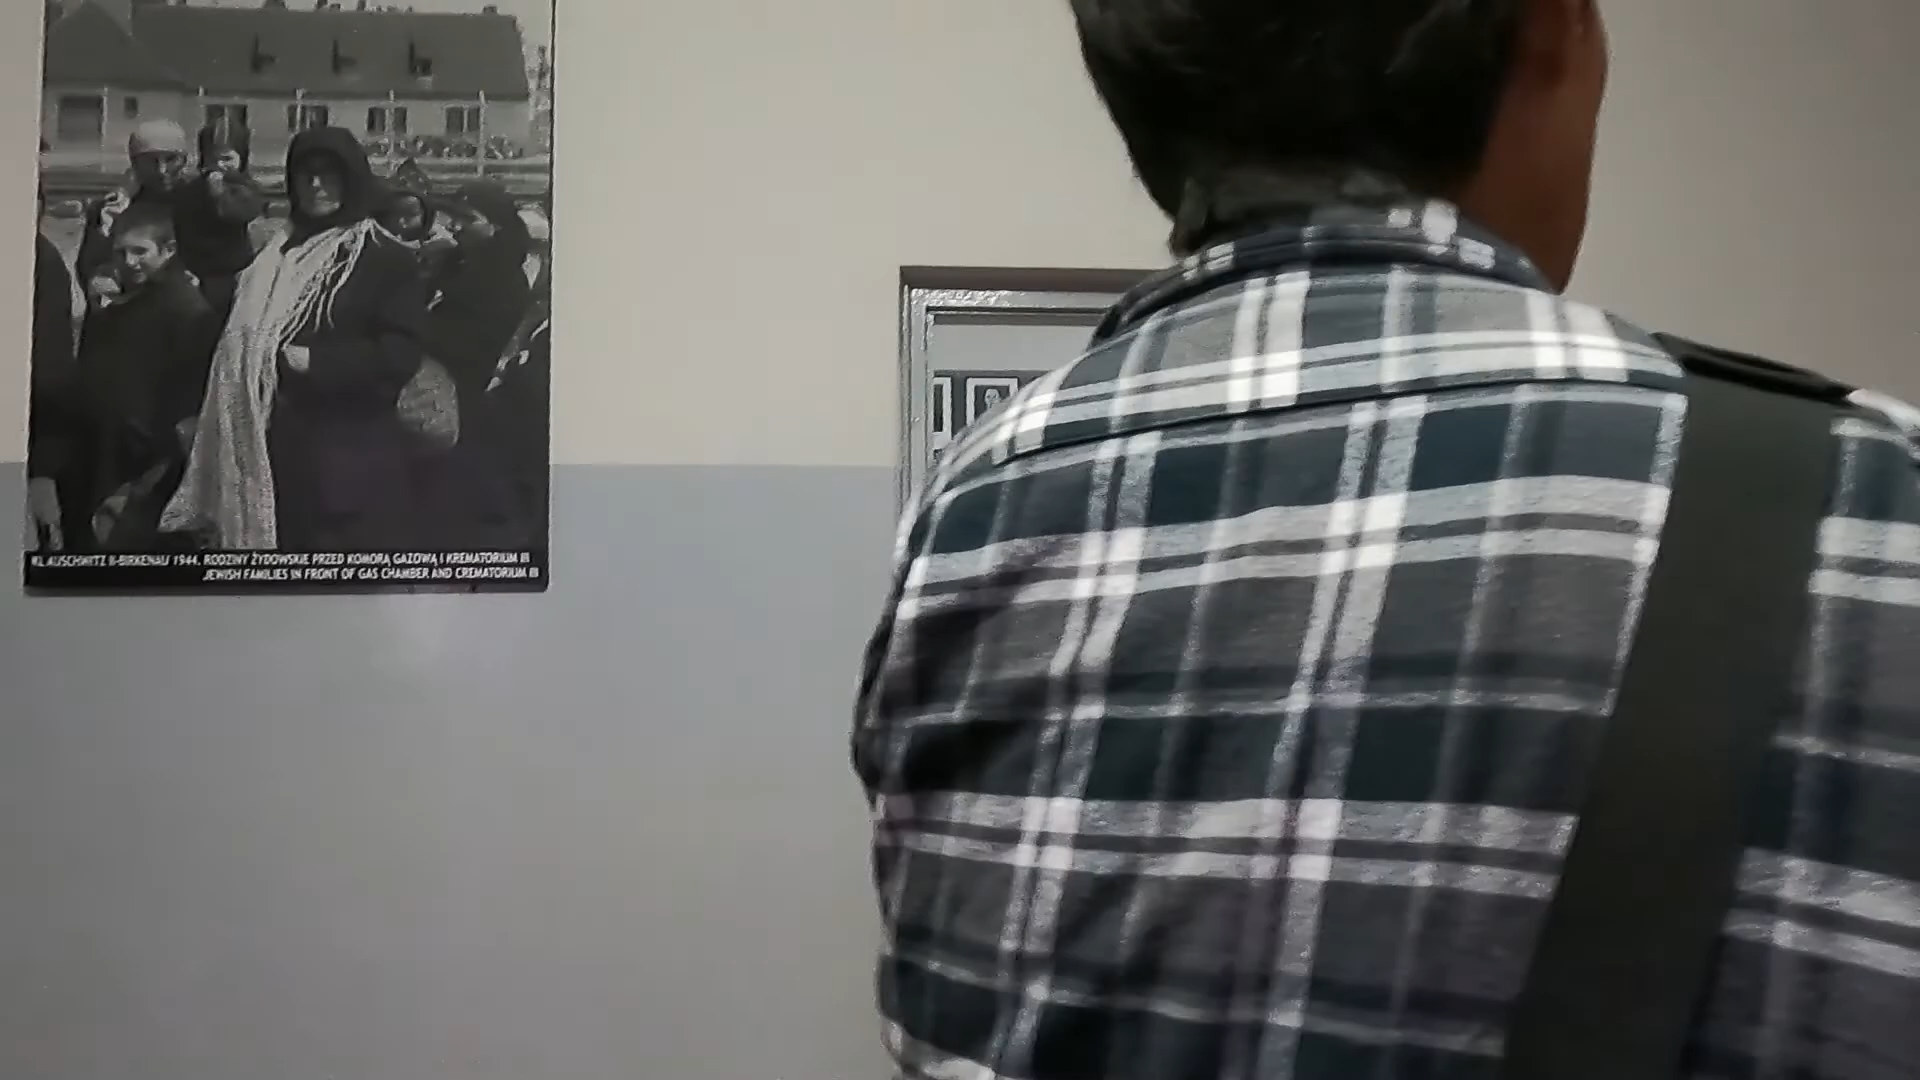 KL AUSCHWITZ II-BIRKENAU 1944. RODZINY ŻYDOWSKIE PRZED KOMORĄ GAZOWĄ I KREMATORIUM III
JEWISH FAMILIES IN FRONT OF GAS CHAMBER AND CREMATORIUM III